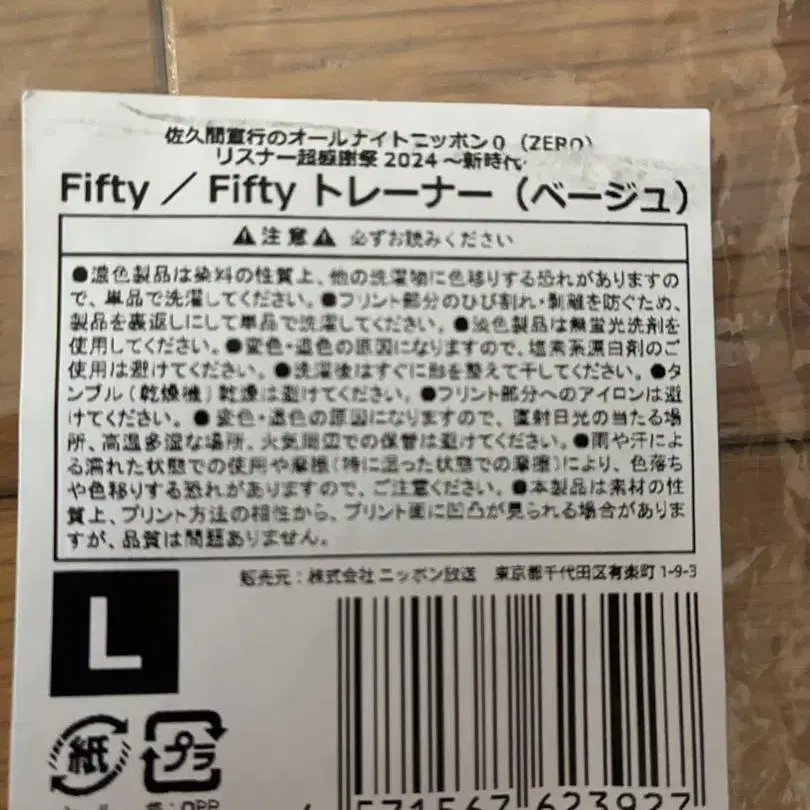 佐久間宣行のオールナイトニッポン0(ZERO)
リスナー超感謝祭 2024 ～新時代
Fifty ／ Fifty トレーナー（ベージュ）
⚠注意⚠ 必ずお読みください
●濃色製品は染料の性質上、他の洗濯物に色移りする恐れがありますの
で、単品で洗濯してください。●プリント部分のひび割れ・剥離を防ぐため、
製品を裏返しにして単品で洗濯してください。●淡色製品は無蛍光洗剤を
使用してください。●変色・退色の原因になりますので、塩素系漂白剤のご
使用は避けてください。●洗濯後はすぐに形を整えて干してください。●タ
ンブル（乾燥機）乾燥は避けてください。●プリント部分へのアイロンは避
けてください。●変色・退色の原因になりますので、直射日光の当たる場
所、高温多湿な場所、火気周辺での保管は避けてください。●雨や汗によ
る濡れた状態での使用や摩擦（特に湿った状態での摩擦）により、色落ち
や色移りする恐れがありますので、ご注意ください。●本製品は素材の性
質上、プリント方法の相性から、プリント面に凹凸が見られる場合がありま
すが、品質は問題ありません。
販売元：株式会社ニッポン放送 東京都千代田区有楽町1-9-3
L
紙 プラ
袋：OPP
4 571567 623927